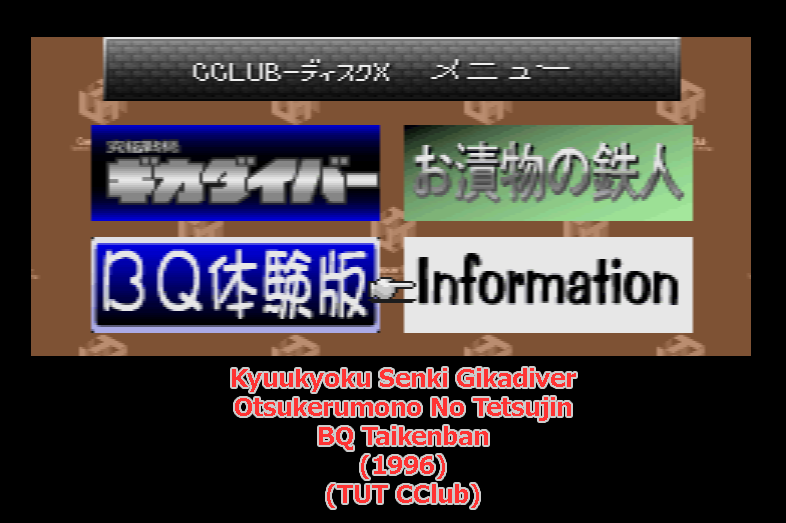 CCLUBーディスクX メニュー
究極戦機
ギカダイバー
お漬物の鉄人
BQ体験版
Information
Kyuukyoku Senki Gikadiver
Otsukerumono No Tetsujin
BQ Taikenban
(1996)
(TUT CClub)